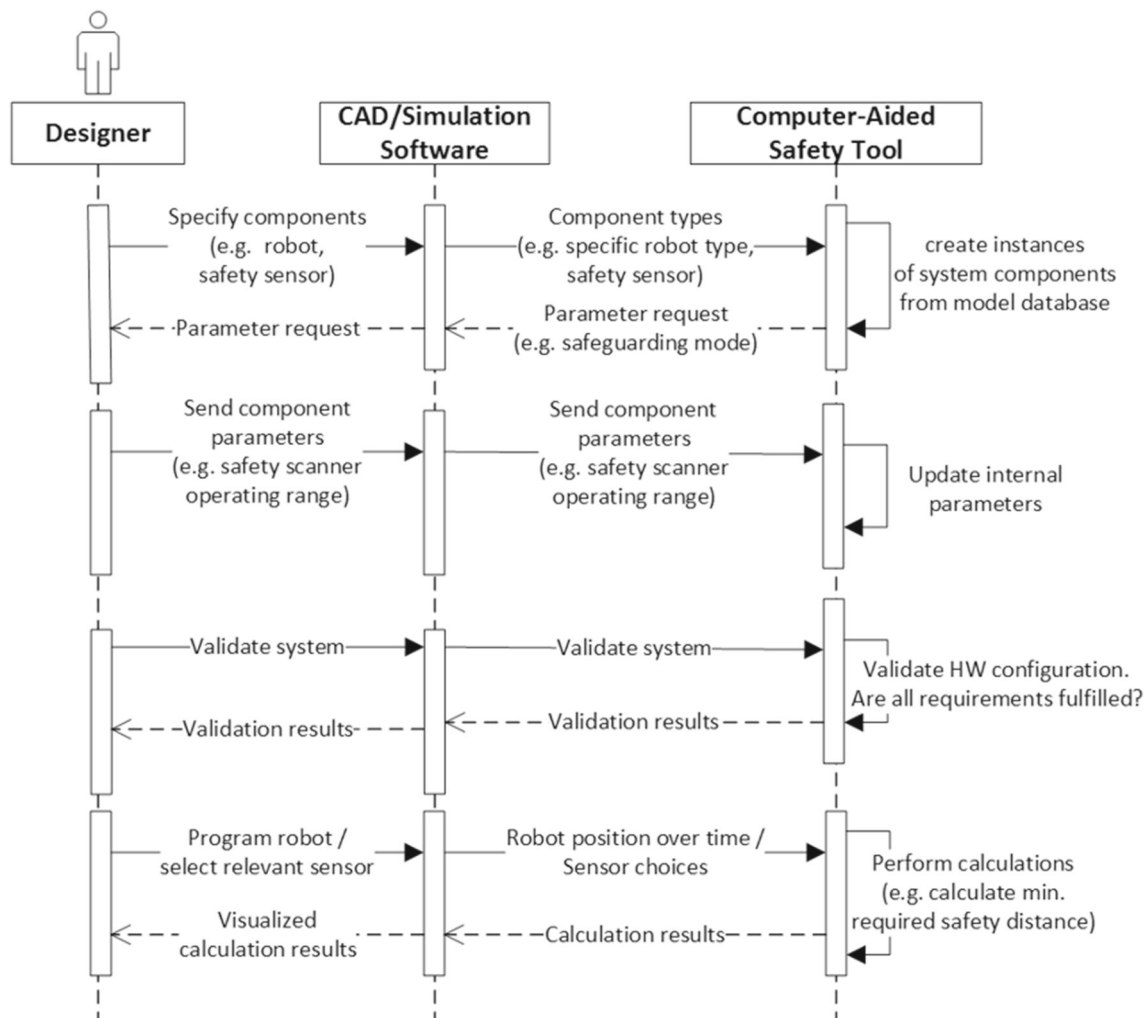 Designer
CAD/Simulation
Software
Computer-Aided
Safety Tool
Specify components
(e.g. robot,
safety sensor)
Component types
(e.g. specific robot type,
safety sensor)
create instances
of system components
from model database
Parameter request
Parameter request
(e.g. safeguarding mode)
Send component
parameters
(e.g. safety scanner
operating range)
Send component
parameters
(e.g. safety scanner
operating range)
Update internal
parameters
Validate system
Validate system
Validate HW configuration.
Are all requirements fulfilled?
Validation results
Validation results
Program robot /
select relevant sensor
Robot position over time /
Sensor choices
Perform calculations
(e.g. calculate min.
required safety distance)
Visualized
calculation results
Calculation results